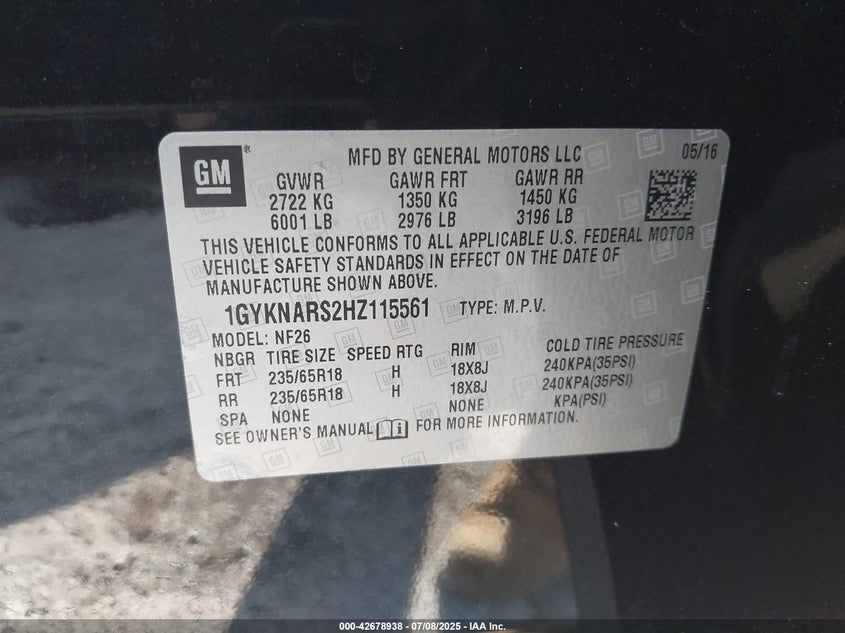 GM
®
MFD BY GENERAL MOTORS LLC 05/16
GVWR GAWR FRT GAWR RR
2722 KG 1350 KG 1450 KG
6001 LB 2976 LB 3196 LB
THIS VEHICLE CONFORMS TO ALL APPLICABLE U.S. FEDERAL MOTOR
VEHICLE SAFETY STANDARDS IN EFFECT ON THE DATE OF
MANUFACTURE SHOWN ABOVE.
1GYKNARS2HZ115561 TYPE: M.P.V.
MODEL: NF26
NBGR TIRE SIZE SPEED RTG RIM COLD TIRE PRESSURE
FRT 235/65R18 H 18X8J 240KPA(35PSI)
RR 235/65R18 H 18X8J 240KPA(35PSI)
SPA NONE NONE KPA(PSI)
SEE OWNER'S MANUAL FOR MORE INFORMATION.
000-42678938 - 07/08/2025 - IAA Inc.